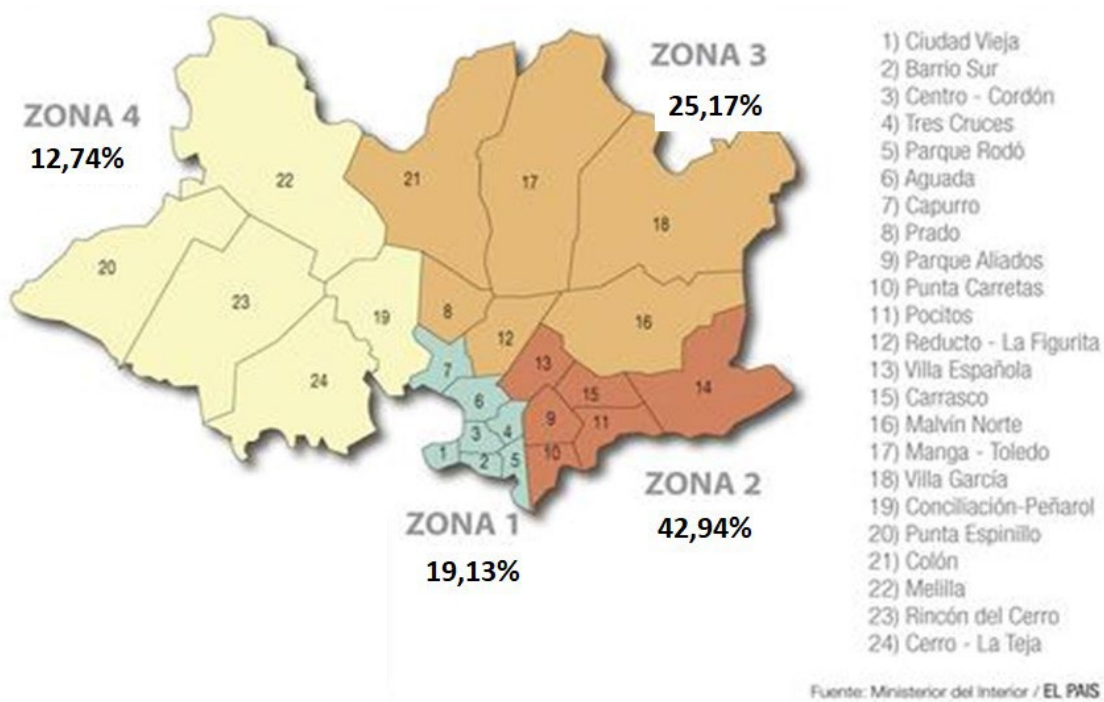 ZONA 3
25,17%
ZONA 4
12,74%
22
21
17
18
20
23
19
8
16
12
24
7
13
15
14
6
9
11
3
4
1
2
5
10
ZONA 2
42,94%
ZONA 1
19,13%
1) Ciudad Vieja
2) Barrio Sur
3) Centro - Cordón
4) Tres Cruces
5) Parque Rodó
6) Aguada
7) Capurro
8) Prado
9) Parque Aliados
10) Punta Carretas
11) Pocitos
12) Reducto - La Figurita
13) Villa Española
15) Carrasco
16) Malvín Norte
17) Manga - Toledo
18) Villa García
19) Conciliación-Peñarol
20) Punta Espinillo
21) Colón
22) Melilla
23) Rincón del Cerro
24) Cerro - La Teja
Fuente: Ministerior del Interior / EL PAIS